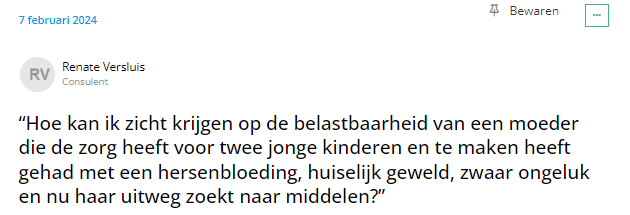 Bewaren
7 februari 2024
RV
Renate Versluis
Consulent
“Hoe kan ik zicht krijgen op de belastbaarheid van een moeder
die de zorg heeft voor twee jonge kinderen en te maken heeft
gehad met een hersenbloeding, huiselijk geweld, zwaar ongeluk
en nu haar uitweg zoekt naar middelen?”